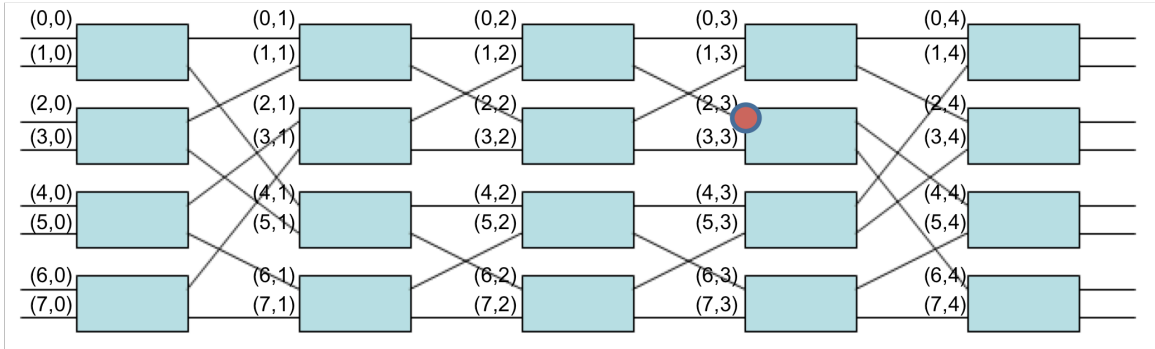 (0,0) (0,1) (0,2) (0,3) (0,4)
(1,0) (1,1) (1,2) (1,3) (1,4)
(2,0) (2,1) (2,2) (2,3) (2,4)
(3,0) (3,1) (3,2) (3,3) (3,4)
(4,0) (4,1) (4,2) (4,3) (4,4)
(5,0) (5,1) (5,2) (5,3) (5,4)
(6,0) (6,1) (6,2) (6,3) (6,4)
(7,0) (7,1) (7,2) (7,3) (7,4)